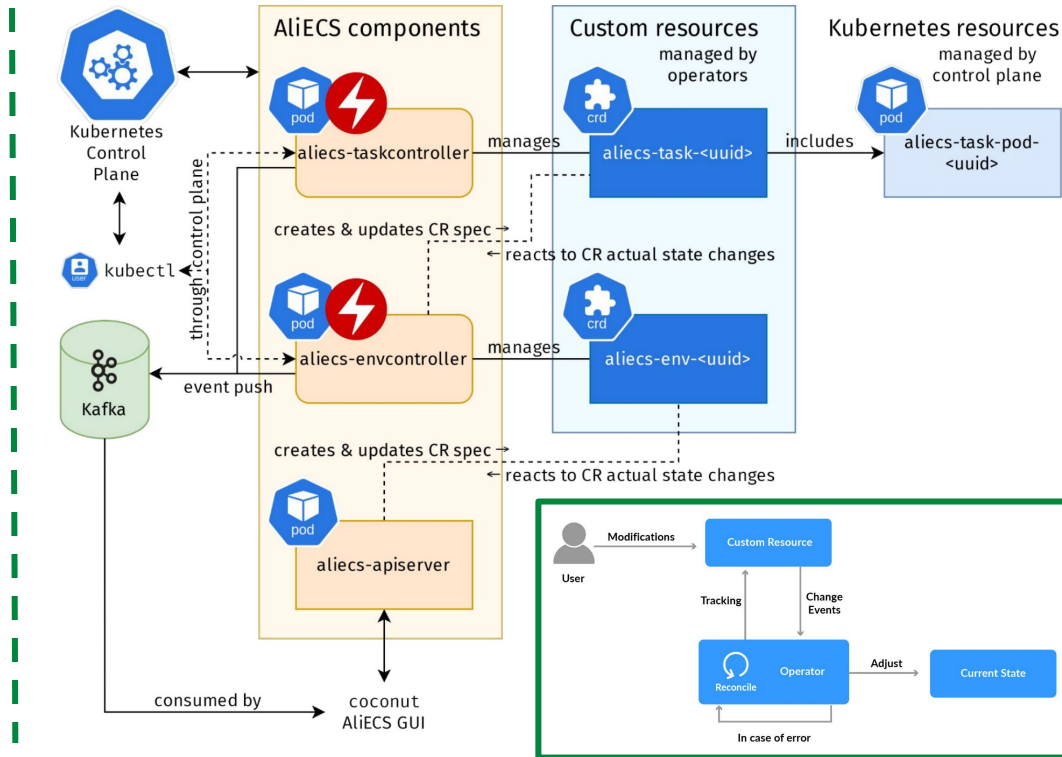 AliECS components
Custom resources
managed by
operators
Kubernetes resources
managed by
control plane
Kubernetes
Control
Plane
pod
aliecs-taskcontroller
manages
crd
aliecs-task-<uuid>
includes
pod
aliecs-task-pod-
<uuid>
through control plane
creates & updates CR spec →
← reacts to CR actual state changes
user
kubectl
pod
aliecs-envcontroller
manages
crd
aliecs-env-<uuid>
event push
Kafka
creates & updates CR spec →
← reacts to CR actual state changes
pod
aliecs-apiserver
consumed by
coconut
AliECS GUI
User
Modifications
Custom Resource
Tracking
Change
Events
Reconcile
Operator
Adjust
Current State
In case of error